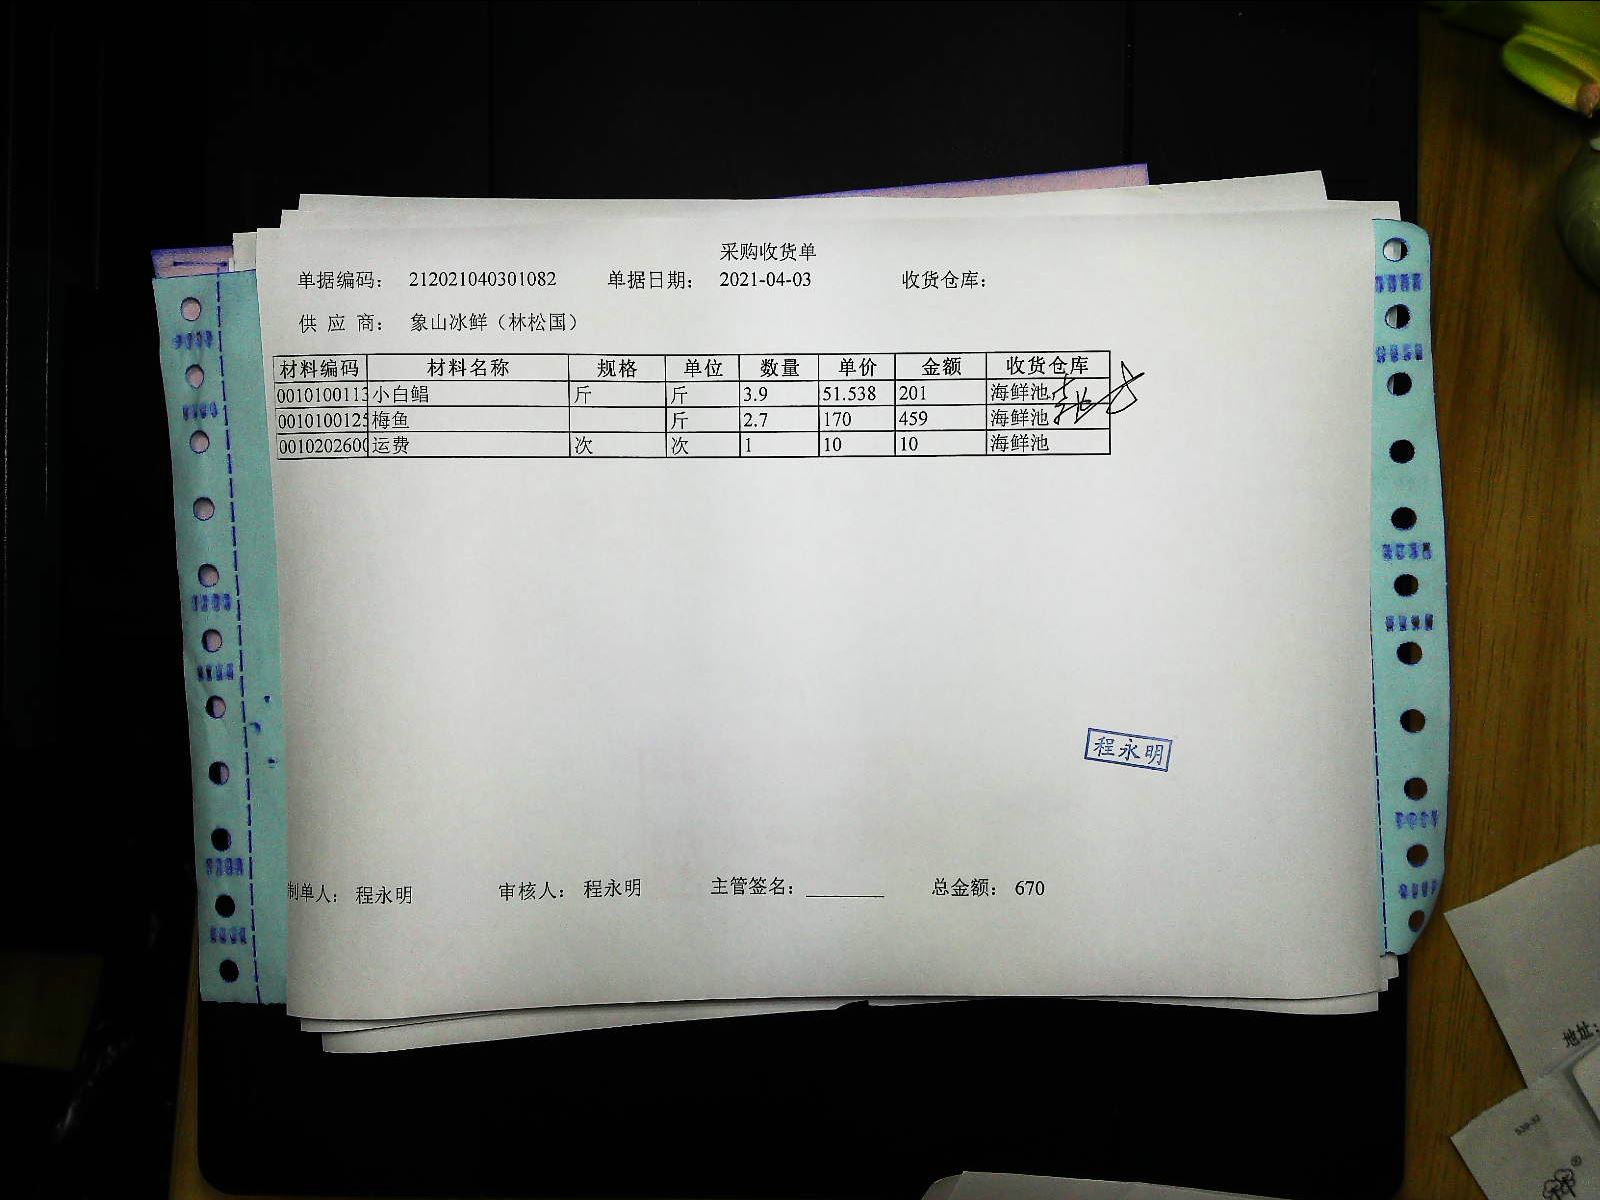 采购收货单
单据编码： 212021040301082 单据日期： 2021-04-03 收货仓库：
供 应 商： 象山冰鲜（林松国）
材料编码 材料名称 规格 单位 数量 单价 金额 收货仓库
0010100113 小白鲳 斤 斤 3.9 51.538 201 海鲜池
001010012 梅鱼 斤 2.7 170 459 海鲜池
001020260 运费 次 次 1 10 10 海鲜池
程永明
制单人： 程永明 审核人： 程永明 主管签名： 总金额： 670
地址：